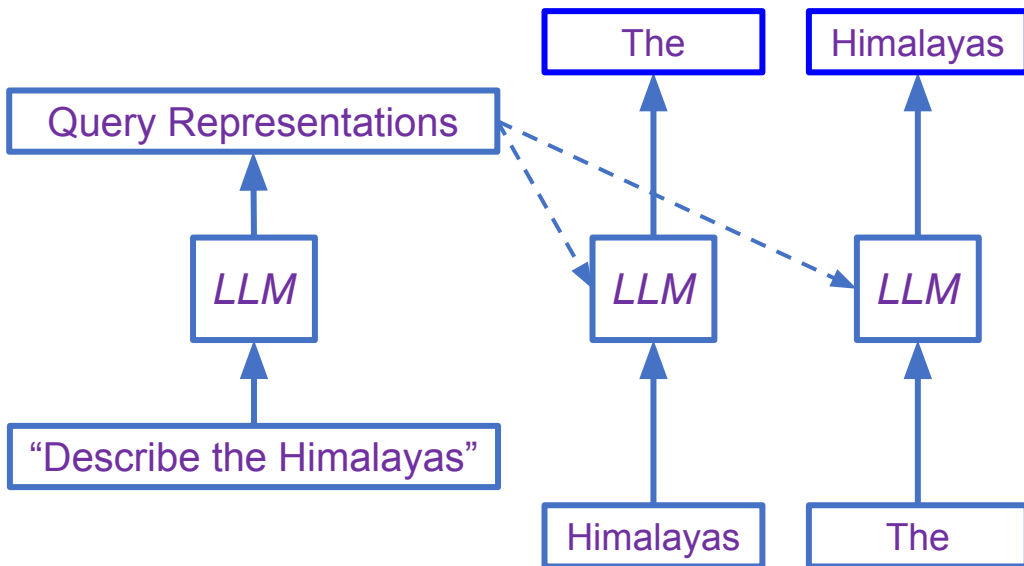 The
Himalayas
Query Representations
LLM
LLM
LLM
“Describe the Himalayas”
Himalayas
The